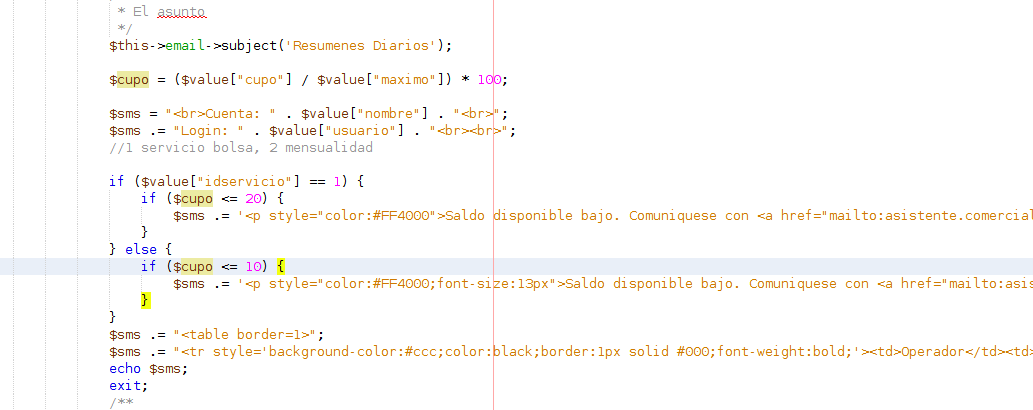 * El asunto
*/
$this->email->subject('Resumenes Diarios');
$cupo = ($value["cupo"] / $value["maximo"]) * 100;
$sms = "<br>Cuenta: " . $value["nombre"] . "<br>";
$sms .= "Login: " . $value["usuario"] . "<br><br>";
//1 servicio bolsa, 2 mensualidad
if ($value["idservicio"] == 1) {
if ($cupo <= 20) {
$sms .= '<p style="color:#FF4000">Saldo disponible bajo. Comuniquese con <a href="mailto:asistente.comercial
}
} else {
if ($cupo <= 10) {
$sms .= '<p style="color:#FF4000;font-size:13px">Saldo disponible bajo. Comuniquese con <a href="mailto:asis
}
}
$sms .= "<table border=1>";
$sms .= "<tr style='background-color:#ccc;color:black;border:1px solid #000;font-weight:bold;'><td>Operador</td><td>
echo $sms;
exit;
/**